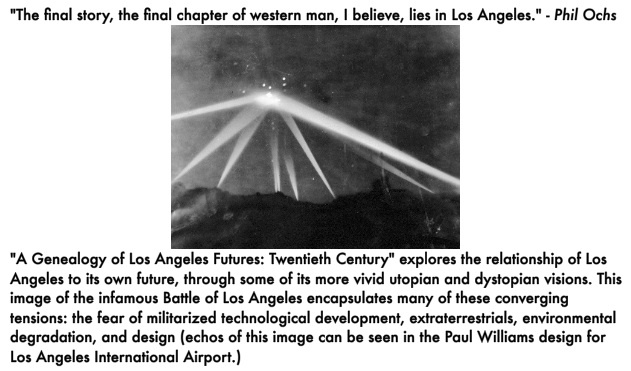 "The final story, the final chapter of western man, I believe, lies in Los Angeles." - Phil Ochs
"A Genealogy of Los Angeles Futures: Twentieth Century" explores the relationship of Los
Angeles to its own future, through some of its more vivid utopian and dystopian visions. This
image of the infamous Battle of Los Angeles encapsulates many of these converging
tensions: the fear of militarized technological development, extraterrestrials, environmental
degradation, and design (echos of this image can be seen in the Paul Williams design for
Los Angeles International Airport.)